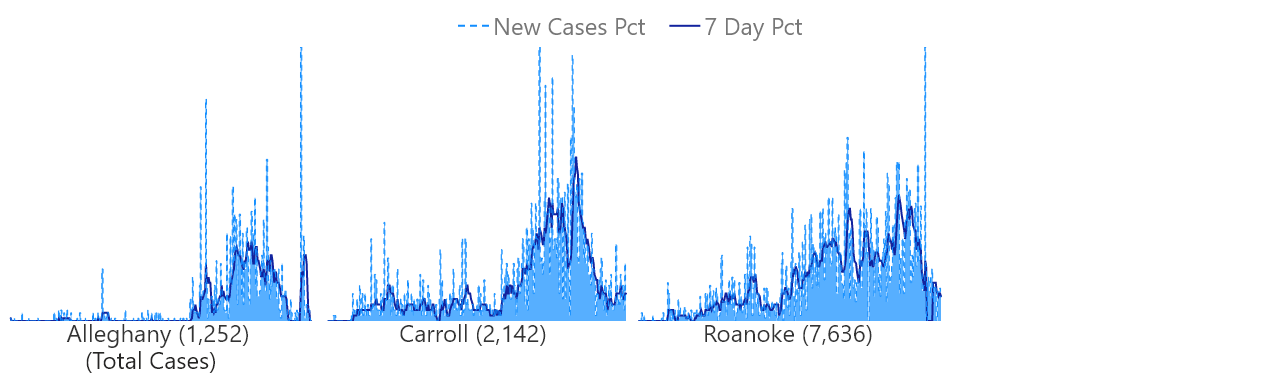 New Cases Pct 7 Day Pct
Alleghany (1,252) Carroll (2,142) Roanoke (7,636)
(Total Cases)